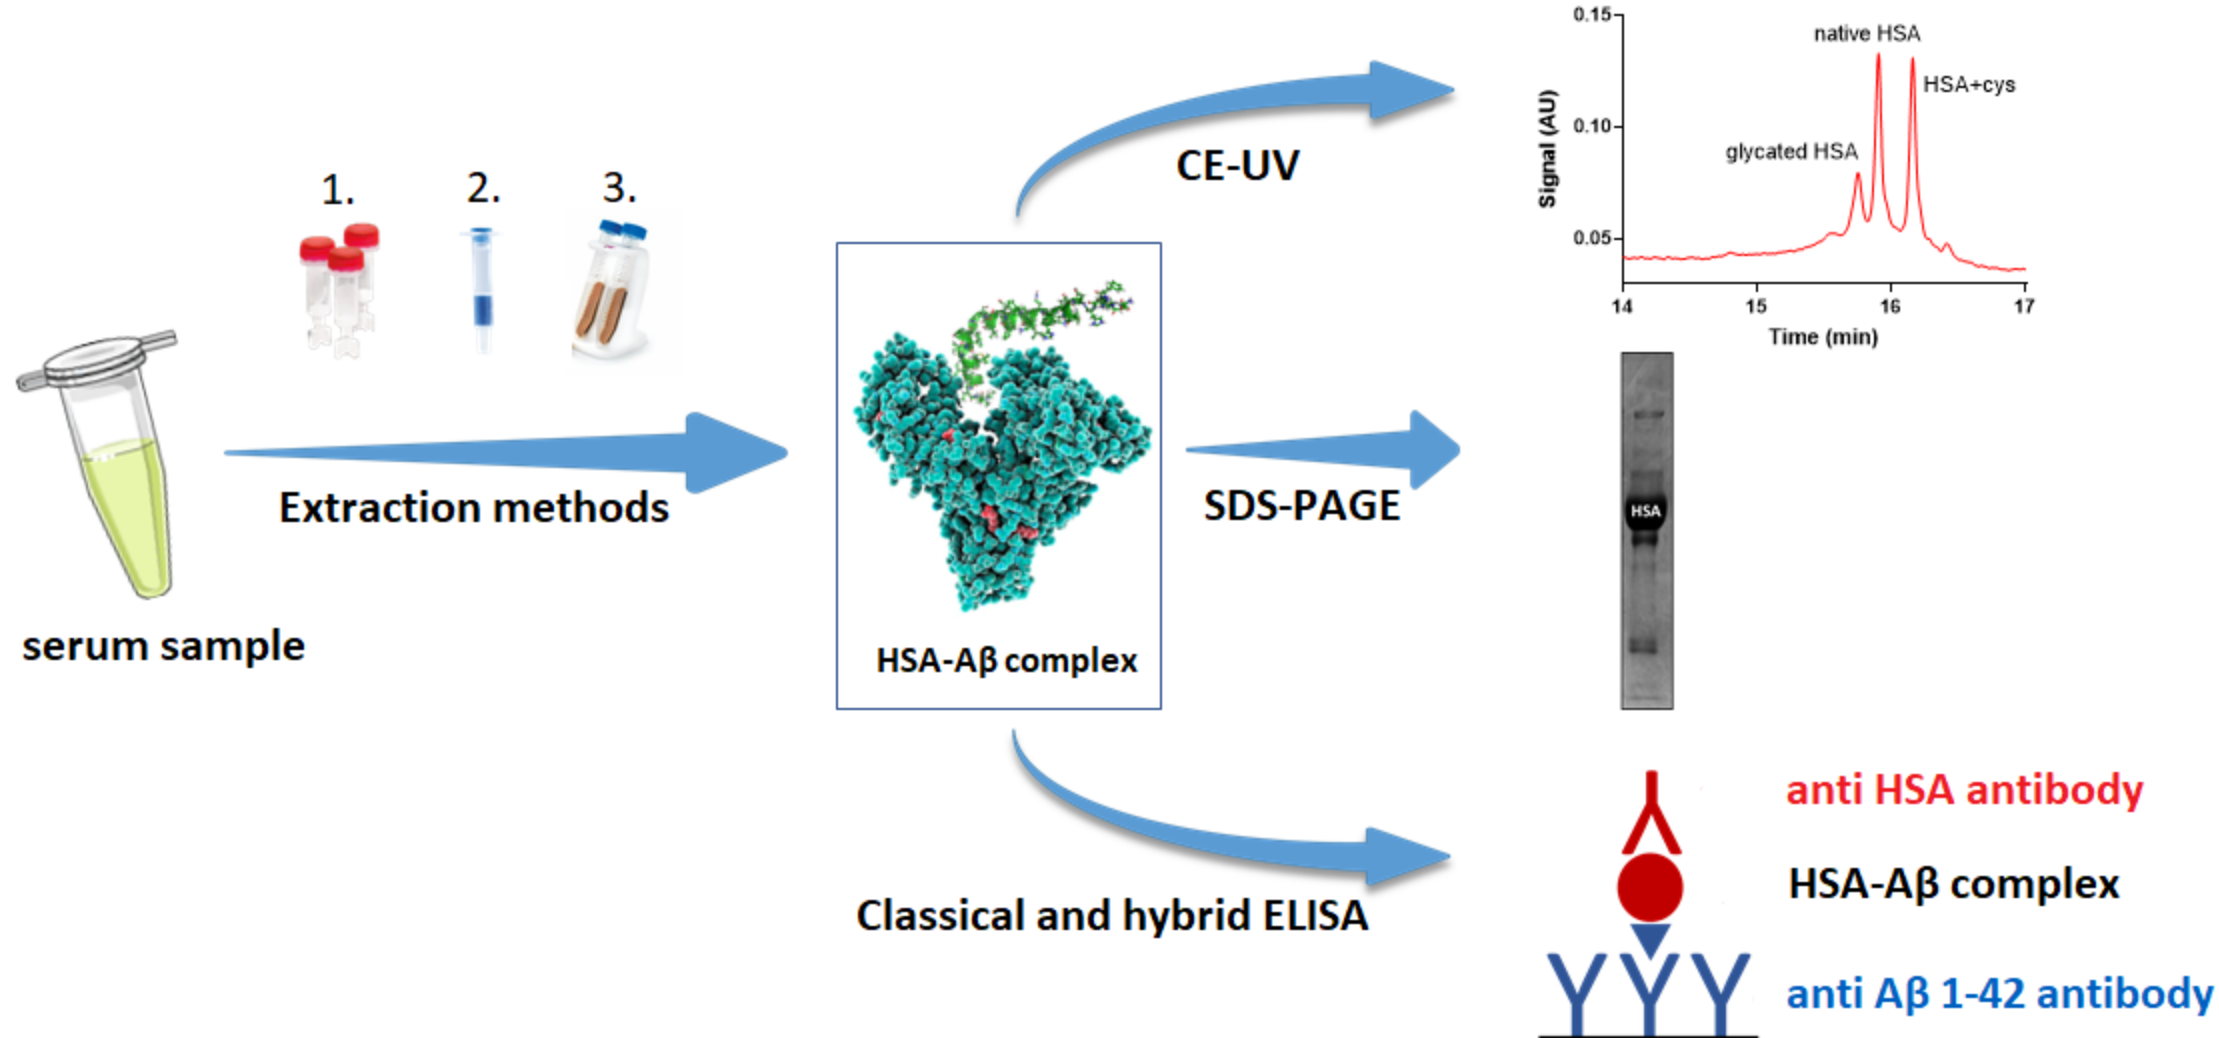 1.
2.
3.
Extraction methods
serum sample
HSA-Aβ complex
CE-UV
SDS-PAGE
Classical and hybrid ELISA
0.15
0.10
0.05
Signal (AU)
native HSA
HSA+cys
glycated HSA
14
15
16
17
Time (min)
HSA
anti HSA antibody
HSA-Aβ complex
anti Aβ 1-42 antibody